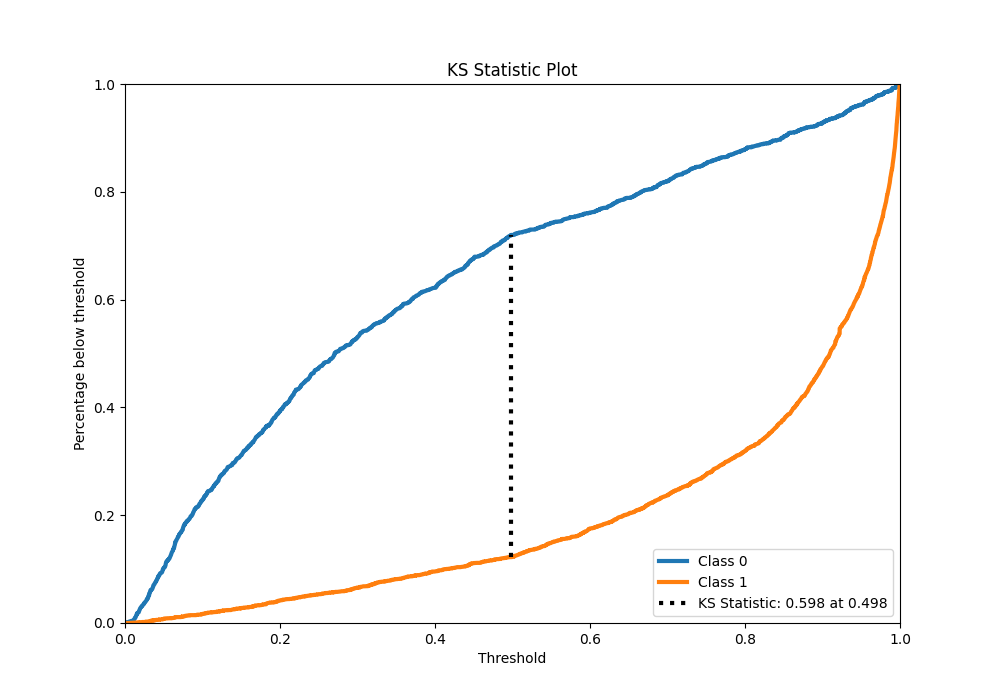 KS Statistic Plot
1.0
0.8
0.6
0.4
0.2
0.0
Percentage below threshold
0.0 0.2 0.4 0.6 0.8 1.0
Threshold
Class 0
Class 1
KS Statistic: 0.598 at 0.498